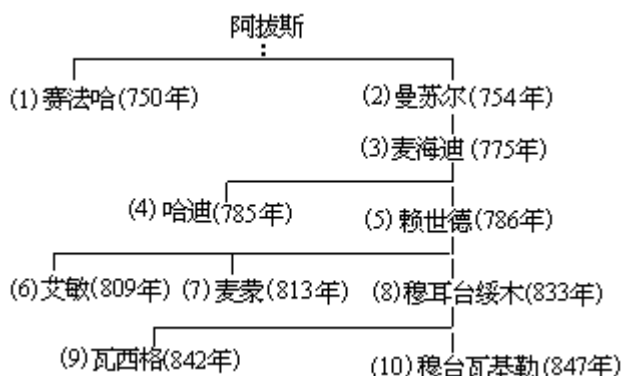 阿拔斯
(1)赛法哈(750年) (2)曼苏尔(754年)
(3)麦海迪(775年)
(4)哈迪(785年) (5)赖世德(786年)
(6)艾敏(809年) (7)麦蒙(813年) (8)穆耳台绥木(833年)
(9)瓦西格(842年) (10)穆台瓦基勒(847年)